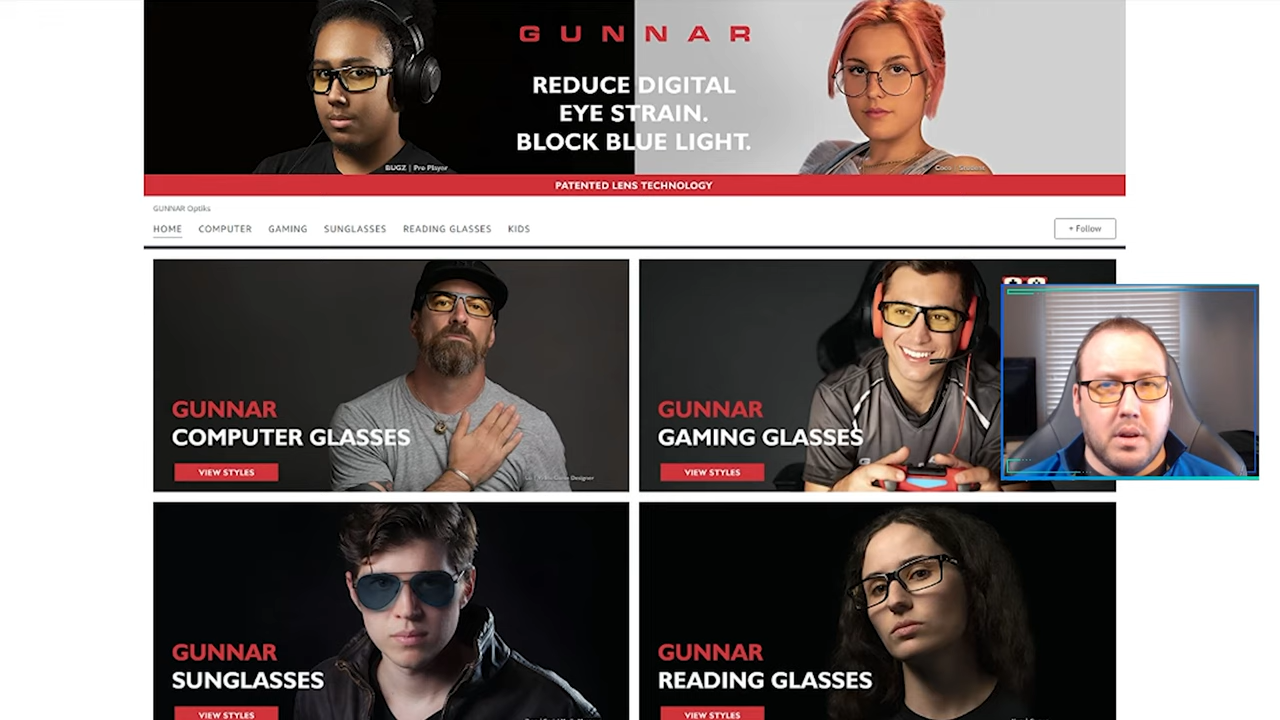 GUNNAR
REDUCE DIGITAL
EYE STRAIN.
BLOCK BLUE LIGHT.
BUGZ | Pro Player
PATENTED LENS TECHNOLOGY
GUNNAR Optiks
HOME COMPUTER GAMING SUNGLASSES READING GLASSES KIDS
+ Follow
GUNNAR
COMPUTER GLASSES
VIEW STYLES
GUNNAR
GAMING GLASSES
VIEW STYLES
GUNNAR
SUNGLASSES
VIEW STYLES
GUNNAR
READING GLASSES
VIEW STYLES